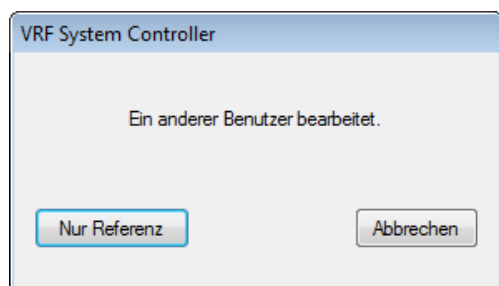 VRF System Controller
Ein anderer Benutzer bearbeitet.
Nur Referenz
Abbrechen